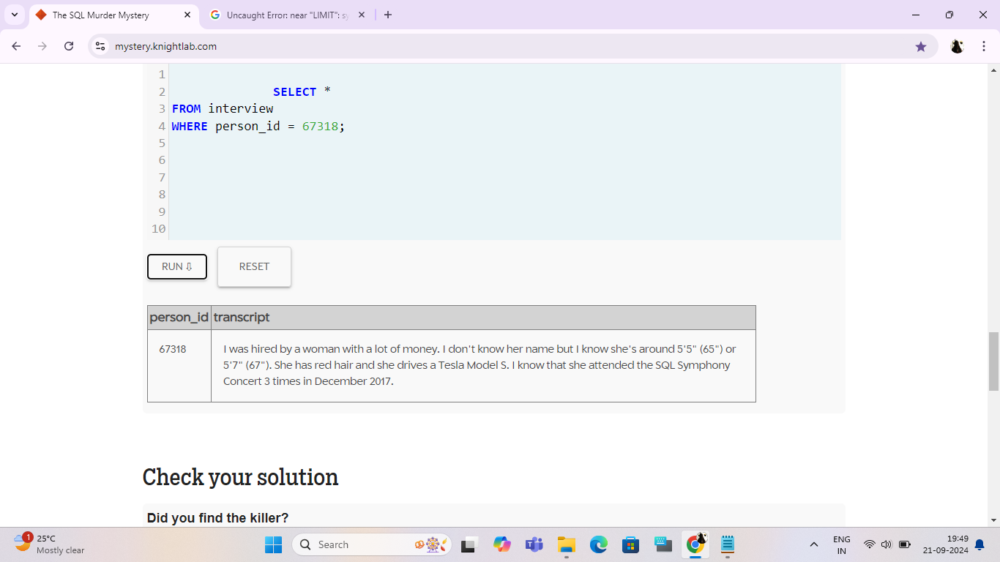 The SQL Murder Mystery
Uncaught Error: near "LIMIT": sy
mystery.knightlab.com
1
2 SELECT *
3 FROM interview
4 WHERE person_id = 67318;
5
6
7
8
9
10
RUN ⇩ RESET
person_id transcript
67318 I was hired by a woman with a lot of money. I don't know her name but I know she's around 5'5" (65") or
5'7" (67"). She has red hair and she drives a Tesla Model S. I know that she attended the SQL Symphony
Concert 3 times in December 2017.
Check your solution
Did you find the killer?
1
25°C
Mostly clear
Search
ENG
IN
19:49
21-09-2024